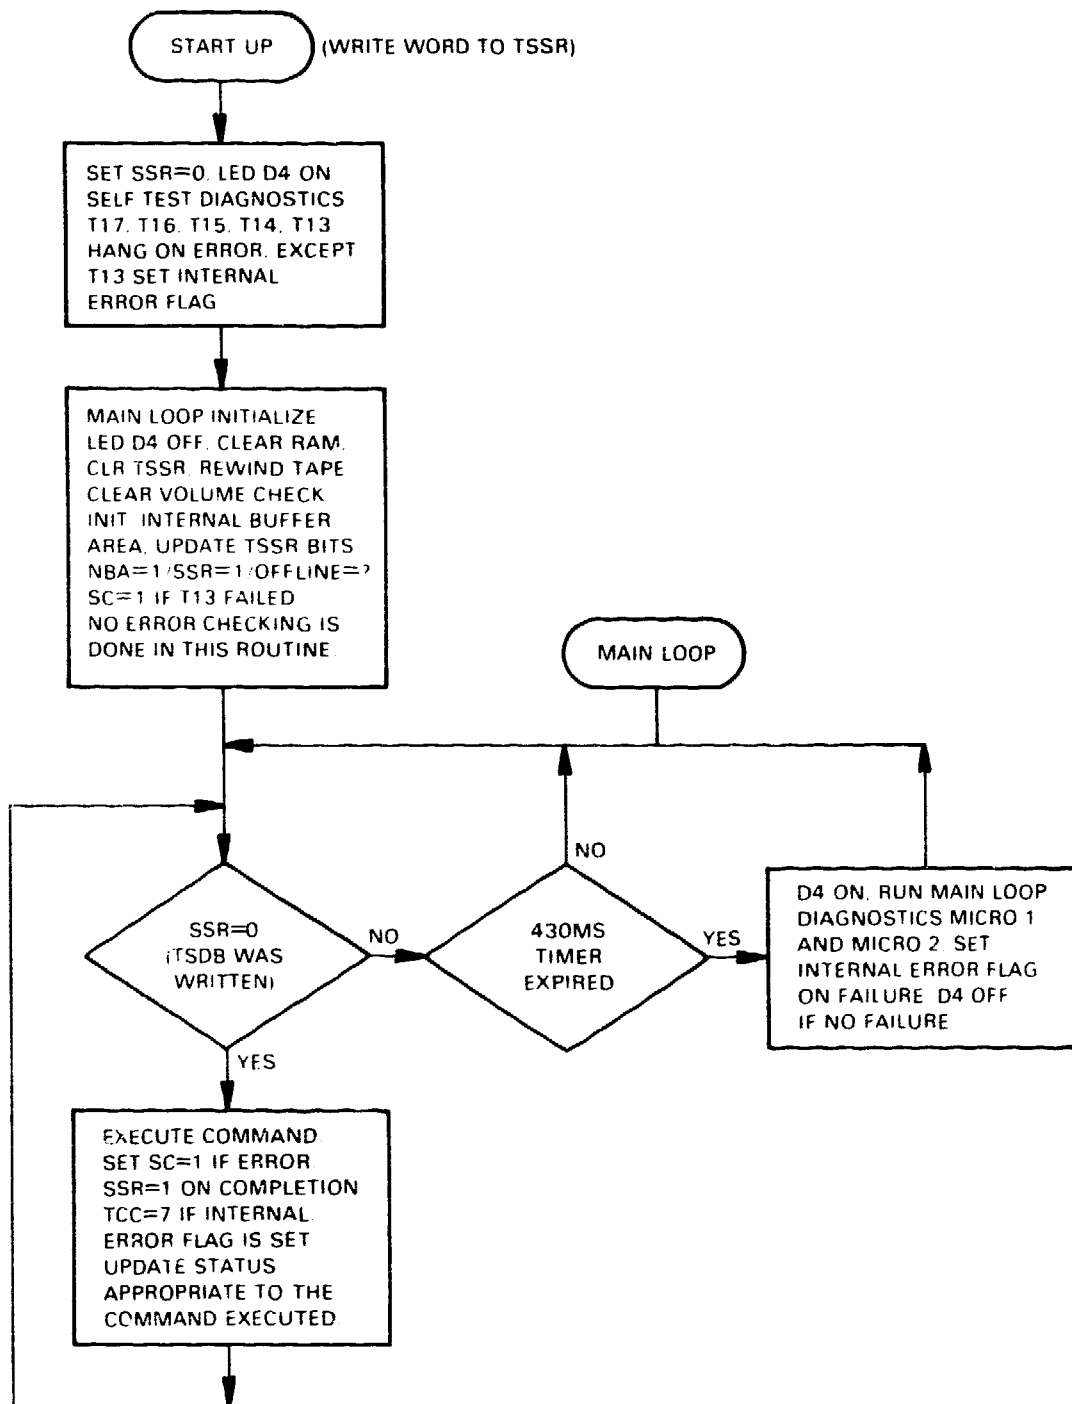 START UP
(WRITE WORD TO TSSR)
SET SSR=0, LED D4 ON
SELF TEST DIAGNOSTICS
T17, T16, T15, T14, T13
HANG ON ERROR, EXCEPT
T13 SET INTERNAL
ERROR FLAG
MAIN LOOP INITIALIZE
LED D4 OFF, CLEAR RAM,
CLR TSSR, REWIND TAPE
CLEAR VOLUME CHECK
INIT INTERNAL BUFFER
AREA, UPDATE TSSR BITS
NBA=1/SSR=1/OFFLINE=?
SC=1 IF T13 FAILED
NO ERROR CHECKING IS
DONE IN THIS ROUTINE
MAIN LOOP
SSR=0
(TSDB WAS
WRITTEN)
NO
430MS
TIMER
EXPIRED
NO
YES
D4 ON, RUN MAIN LOOP
DIAGNOSTICS MICRO 1
AND MICRO 2. SET
INTERNAL ERROR FLAG
ON FAILURE. D4 OFF
IF NO FAILURE
YES
EXECUTE COMMAND.
SET SC=1 IF ERROR.
SSR=1 ON COMPLETION
TCC=7 IF INTERNAL
ERROR FLAG IS SET
UPDATE STATUS
APPROPRIATE TO THE
COMMAND EXECUTED.